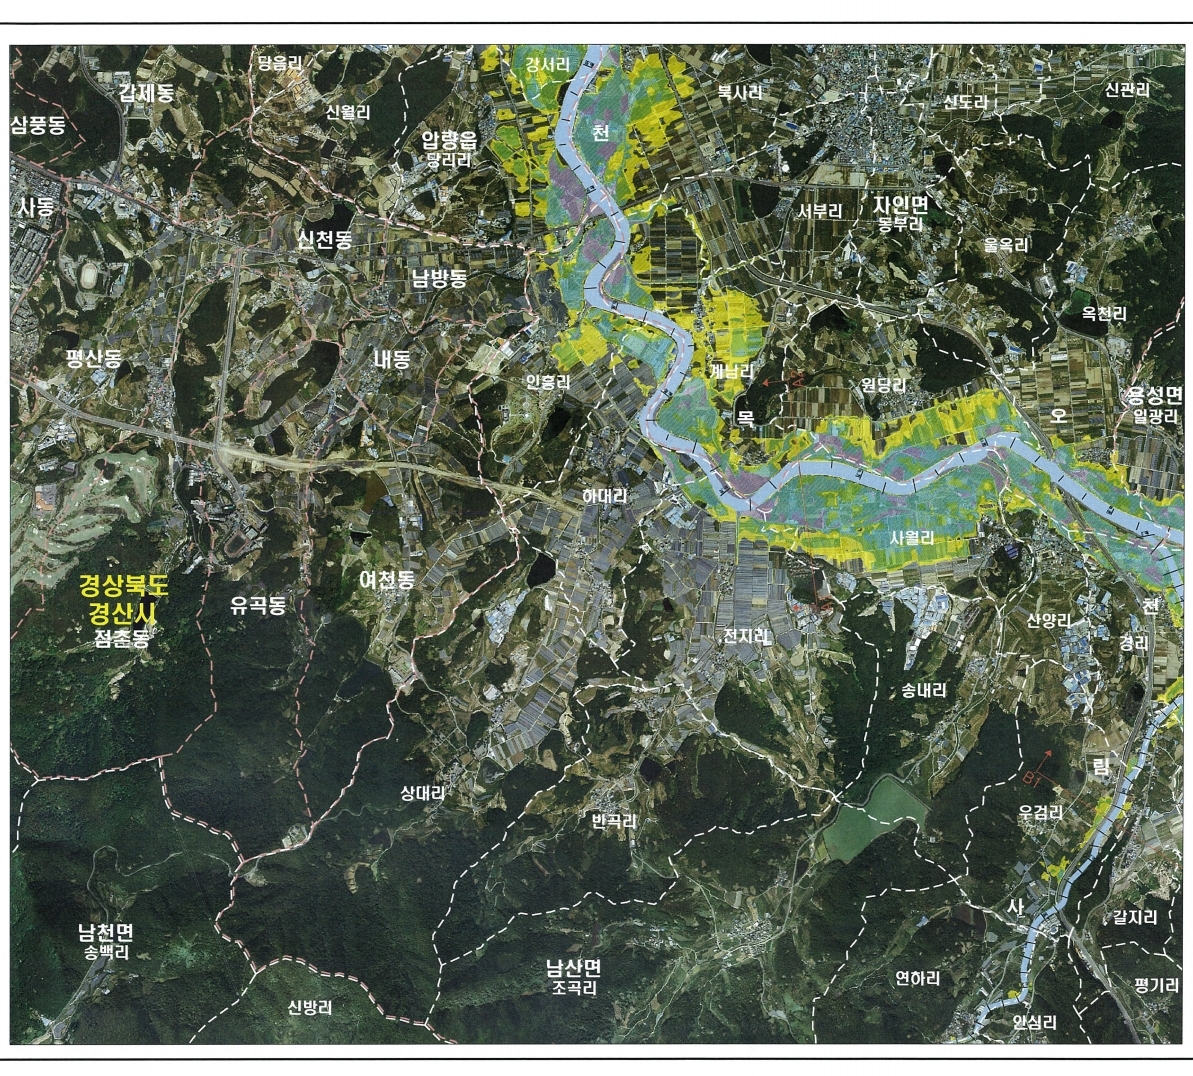 당음리
강서리
갑제동
신월리
북사리
신도리
신관리
삼풍동
천
압량읍
당리리
사동
신천동
서부리
자인면
동부리
울옥리
남방동
옥천리
평산동
내동
인흥리
계남리
원당리
용성면
일광리
목
오
하대리
사월리
경상북도
경산시
점촌동
여천동
유곡동
전지리
산양리
천
경리
송내리
림
상대리
반곡리
우검리
사
갈지리
남천면
송백리
남산면
조곡리
연하리
평기리
신방리
안심리